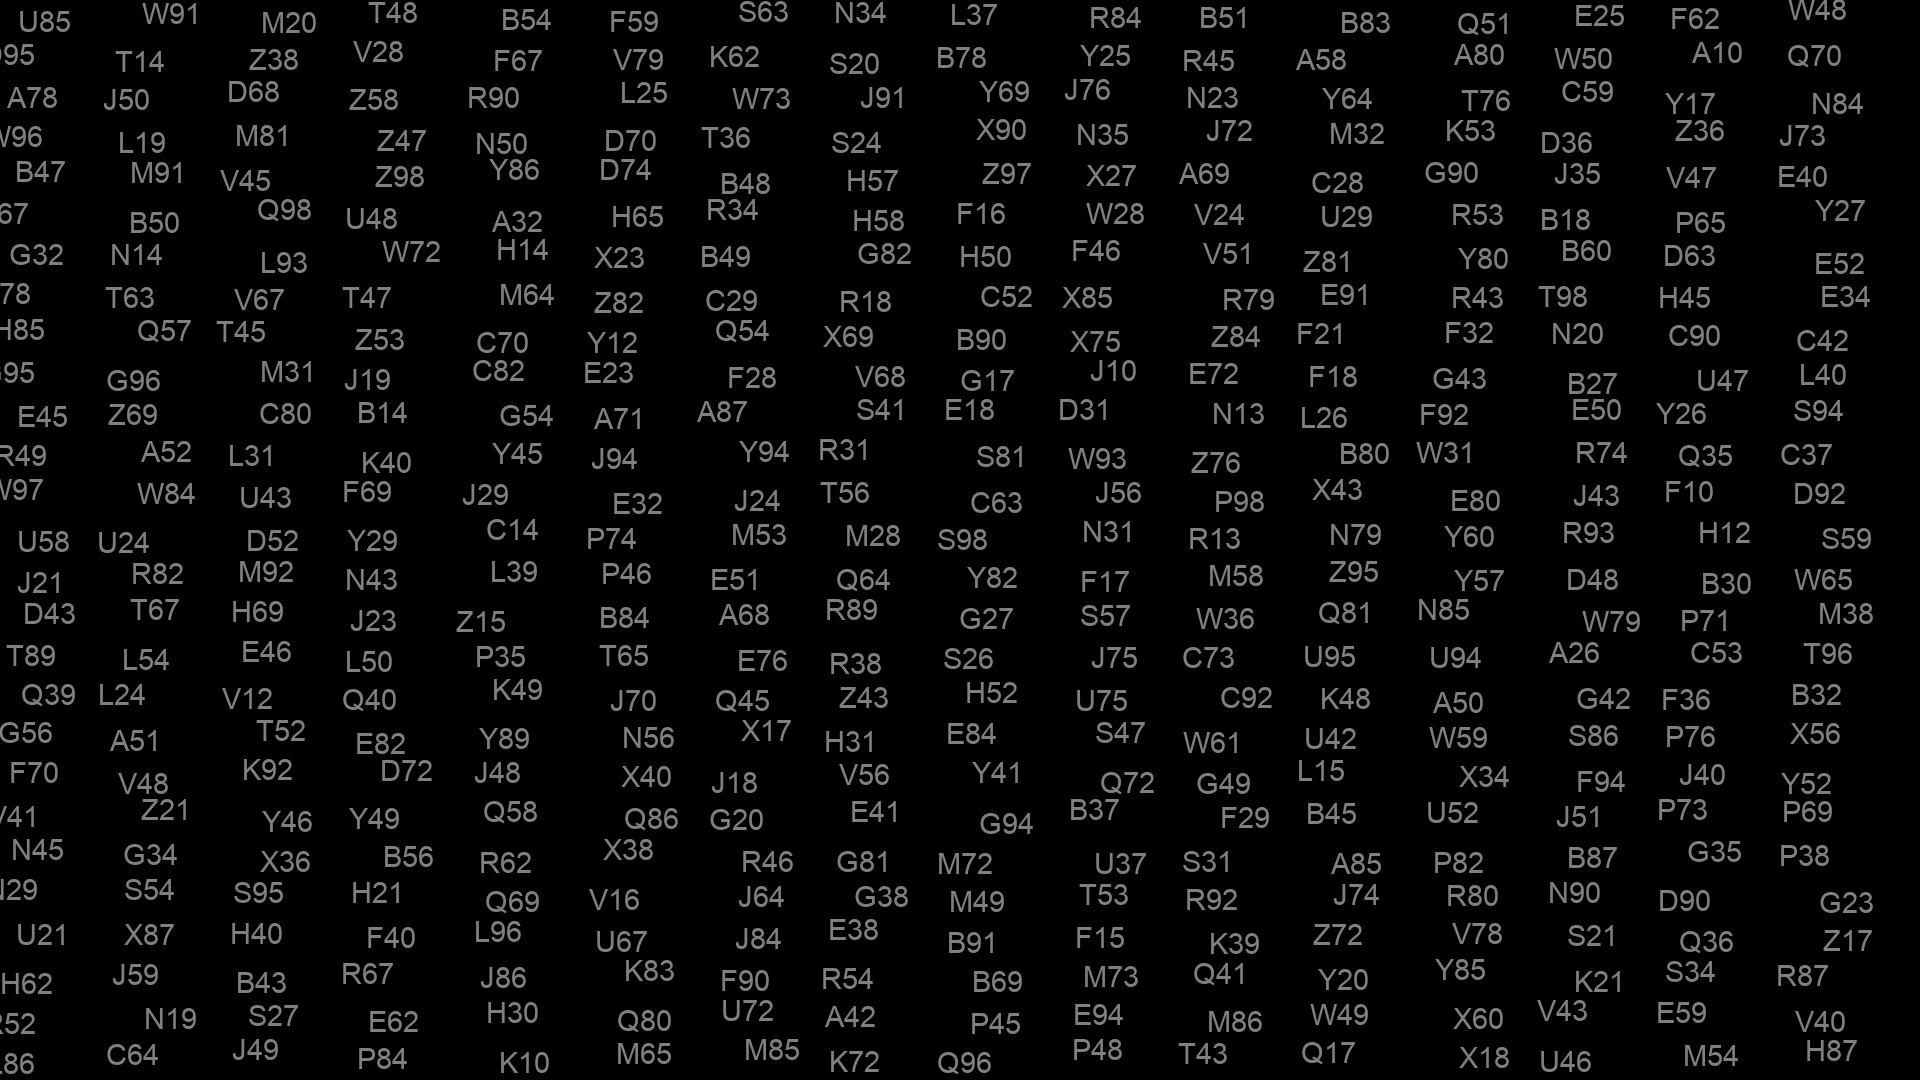 U85 W91 M20 T48 B54 F59 S63 N34 L37 R84 B51 B83 Q51 E25 F62 W48
T14 Z38 V28 F67 V79 K62 S20 B78 Y25 R45 A58 A80 W50 A10 Q70
A78 J50 D68 Z58 R90 L25 W73 J91 Y69 J76 N23 Y64 T76 C59 Y17 N84
W96 L19 M81 Z47 N50 D70 T36 S24 X90 N35 J72 M32 K53 D36 Z36 J73
B47 M91 V45 Z98 Y86 D74 B48 H57 Z97 X27 A69 C28 G90 J35 V47 E40
67 B50 Q98 U48 A32 H65 R34 H58 F16 W28 V24 U29 R53 B18 P65 Y27
G32 N14 L93 W72 H14 X23 B49 G82 H50 F46 V51 Z81 Y80 B60 D63 E52
78 T63 V67 T47 M64 Z82 C29 R18 C52 X85 R79 E91 R43 T98 H45 E34
H85 Q57 T45 Z53 C70 Y12 Q54 X69 B90 X75 Z84 F21 F32 N20 C90 C42
95 G96 M31 J19 C82 E23 F28 V68 G17 J10 E72 F18 G43 B27 U47 L40
E45 Z69 C80 B14 G54 A71 A87 S41 E18 D31 N13 L26 F92 E50 Y26 S94
R49 A52 L31 K40 Y45 J94 Y94 R31 S81 W93 Z76 B80 W31 R74 Q35 C37
W97 W84 U43 F69 J29 E32 J24 T56 C63 J56 P98 X43 E80 J43 F10 D92
U58 U24 D52 Y29 C14 P74 M53 M28 S98 N31 R13 N79 Y60 R93 H12 S59
J21 R82 M92 N43 L39 P46 E51 Q64 Y82 F17 M58 Z95 Y57 D48 B30 W65
D43 T67 H69 J23 Z15 B84 A68 R89 G27 S57 W36 Q81 N85 W79 P71 M38
T89 L54 E46 L50 P35 T65 E76 R38 S26 J75 C73 U95 U94 A26 C53 T96
Q39 L24 V12 Q40 K49 J70 Q45 Z43 H52 U75 C92 K48 A50 G42 F36 B32
G56 A51 T52 E82 Y89 N56 X17 H31 E84 S47 W61 U42 W59 S86 P76 X56
F70 V48 K92 D72 J48 X40 J18 V56 Y41 Q72 G49 L15 X34 F94 J40 Y52
V41 Z21 Y46 Y49 Q58 Q86 G20 E41 G94 B37 F29 B45 U52 J51 P73 P69
N45 G34 X36 B56 R62 X38 R46 G81 M72 U37 S31 A85 P82 B87 G35 P38
29 S54 S95 H21 Q69 V16 J64 G38 M49 T53 R92 J74 R80 N90 D90 G23
U21 X87 H40 F40 L96 U67 J84 E38 B91 F15 K39 Z72 V78 S21 Q36 Z17
H62 J59 B43 R67 J86 K83 F90 R54 B69 M73 Q41 Y20 Y85 K21 S34 R87
R52 N19 S27 E62 H30 Q80 U72 A42 P45 E94 M86 W49 X60 V43 E59 V40
86 C64 J49 P84 K10 M65 M85 K72 Q96 P48 T43 Q17 X18 U46 M54 H87